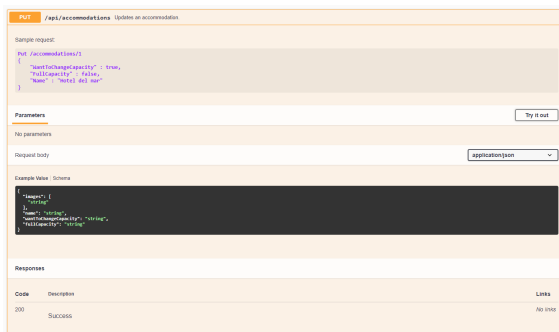 PUT /api/accommodations Updates an accommodation.
Sample request:
Put /accommodations/1
{
"WantToChangeCapacity" : true,
"FullCapacity" : false,
"Name" : "Hotel del mar"
}
Parameters Try it out
No parameters
Request body application/json
Example Value Schema
{
"images": [
"string"
],
"name": "string",
"wantToChangeCapacity": "string",
"fullCapacity": "string"
}
Responses
Code Description Links
200 Success No links